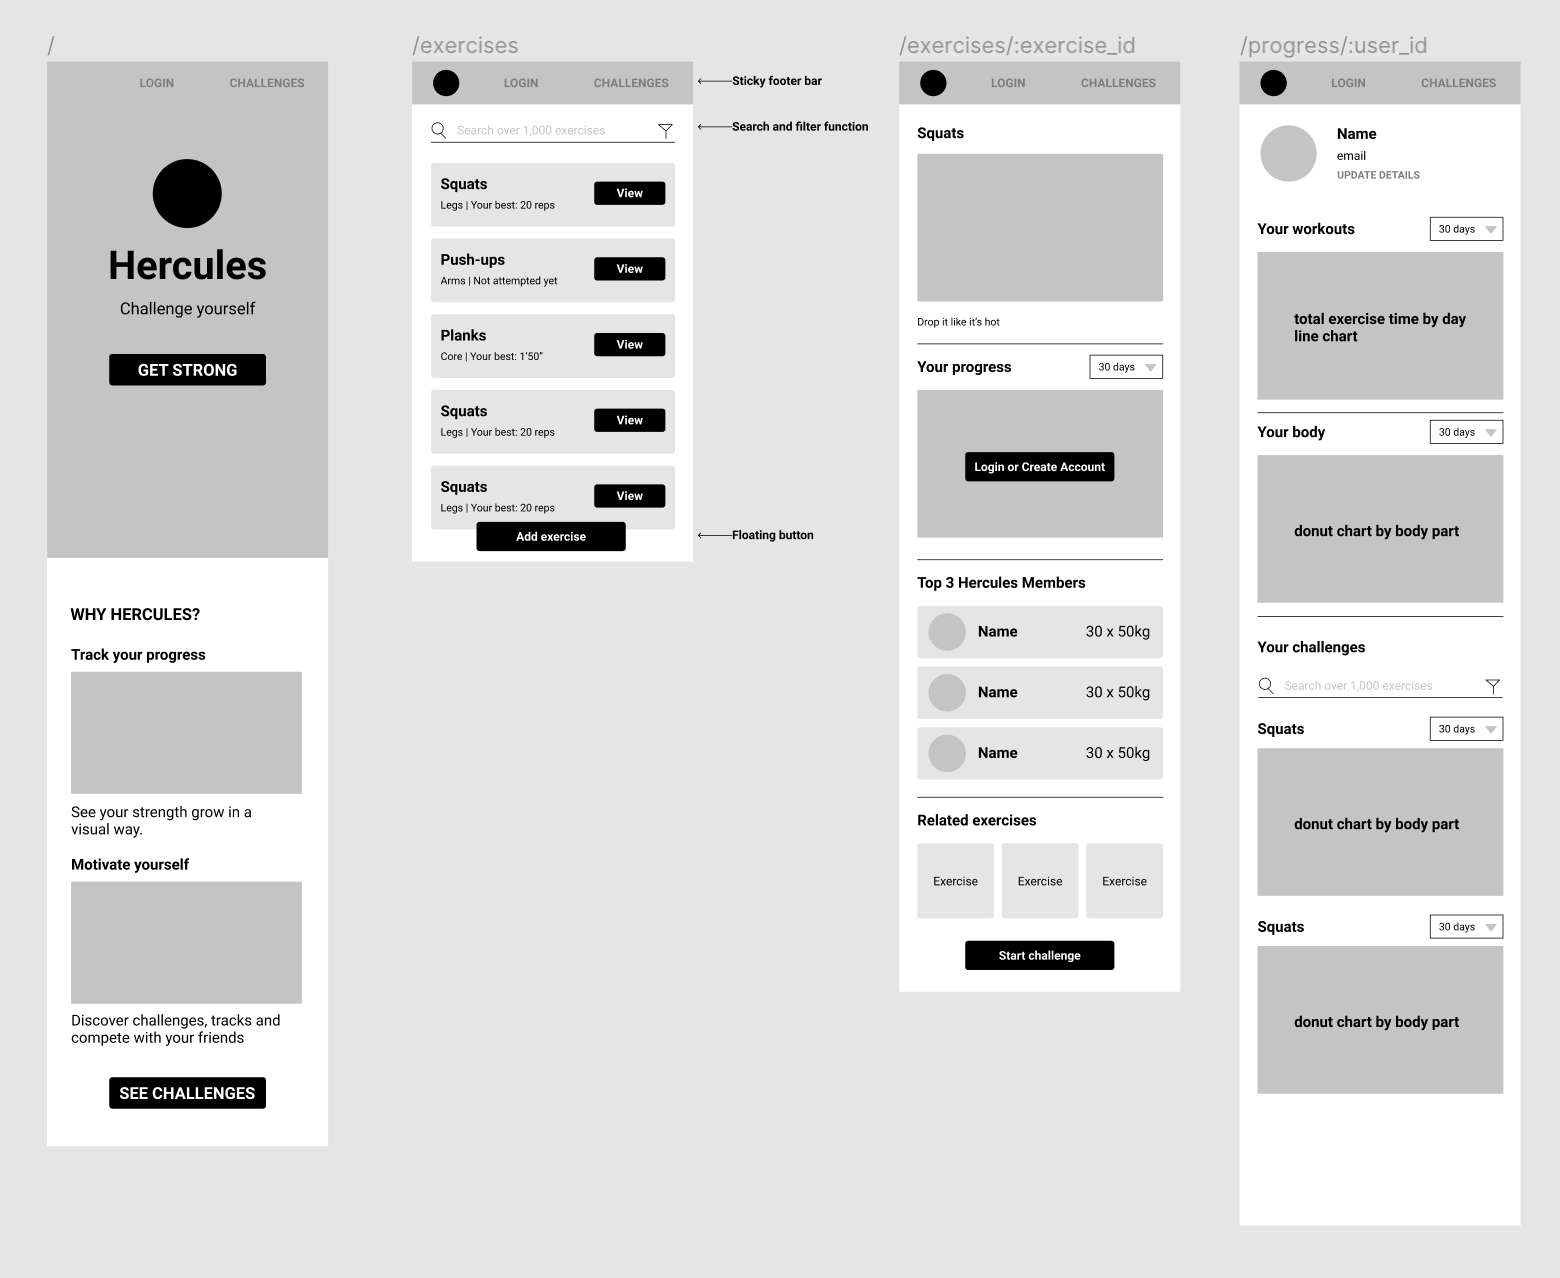 /
LOGIN CHALLENGES
Hercules
Challenge yourself
GET STRONG
WHY HERCULES?
Track your progress
See your strength grow in a
visual way.
Motivate yourself
Discover challenges, tracks and
compete with your friends
SEE CHALLENGES
/exercises
LOGIN CHALLENGES
Sticky footer bar
Search over 1,000 exercises
Search and filter function
Squats
Legs | Your best: 20 reps
View
Push-ups
Arms | Not attempted yet
View
Planks
Core | Your best: 1’50”
View
Squats
Legs | Your best: 20 reps
View
Squats
Legs | Your best: 20 reps
View
Add exercise
Floating button
/exercises/:exercise_id
LOGIN CHALLENGES
Squats
Drop it like it’s hot
Your progress 30 days
Login or Create Account
Top 3 Hercules Members
Name 30 x 50kg
Name 30 x 50kg
Name 30 x 50kg
Related exercises
Exercise Exercise Exercise
Start challenge
/progress/:user_id
LOGIN CHALLENGES
Name
email
UPDATE DETAILS
Your workouts 30 days
total exercise time by day
line chart
Your body 30 days
donut chart by body part
Your challenges
Search over 1,000 exercises
Squats 30 days
donut chart by body part
Squats 30 days
donut chart by body part